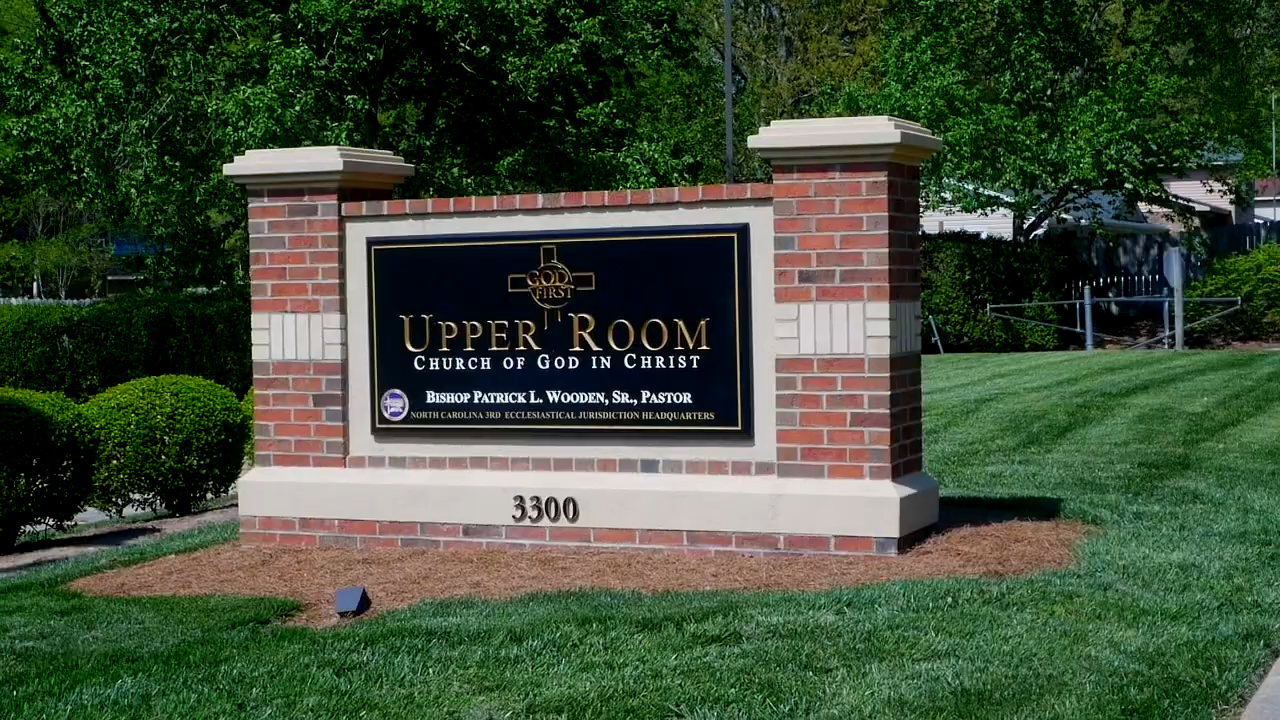 GOD
FIRST
UPPER ROOM
CHURCH OF GOD IN CHRIST
BISHOP PATRICK L. WOODEN, SR., PASTOR
NORTH CAROLINA 3RD ECCLESIASTICAL JURISDICTION HEADQUARTERS
3300